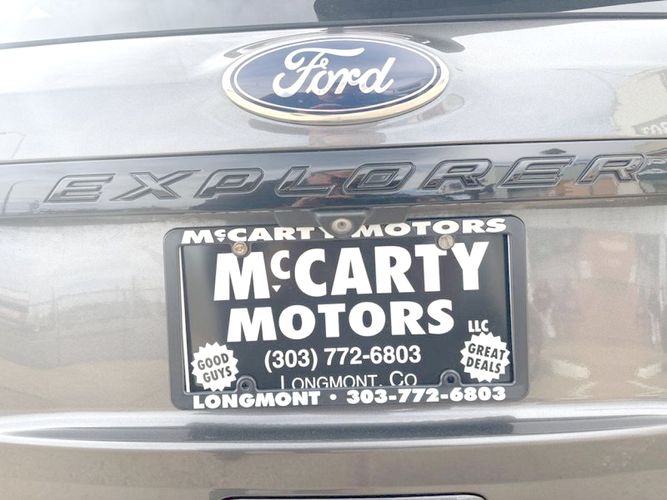 Ford
EXPLORER
McCARTY MOTORS
McCARTY
MOTORS
LLC
(303) 772-6803
GOOD
GUYS
GREAT
DEALS
LONGMONT, CO
LONGMONT • 303-772-6803